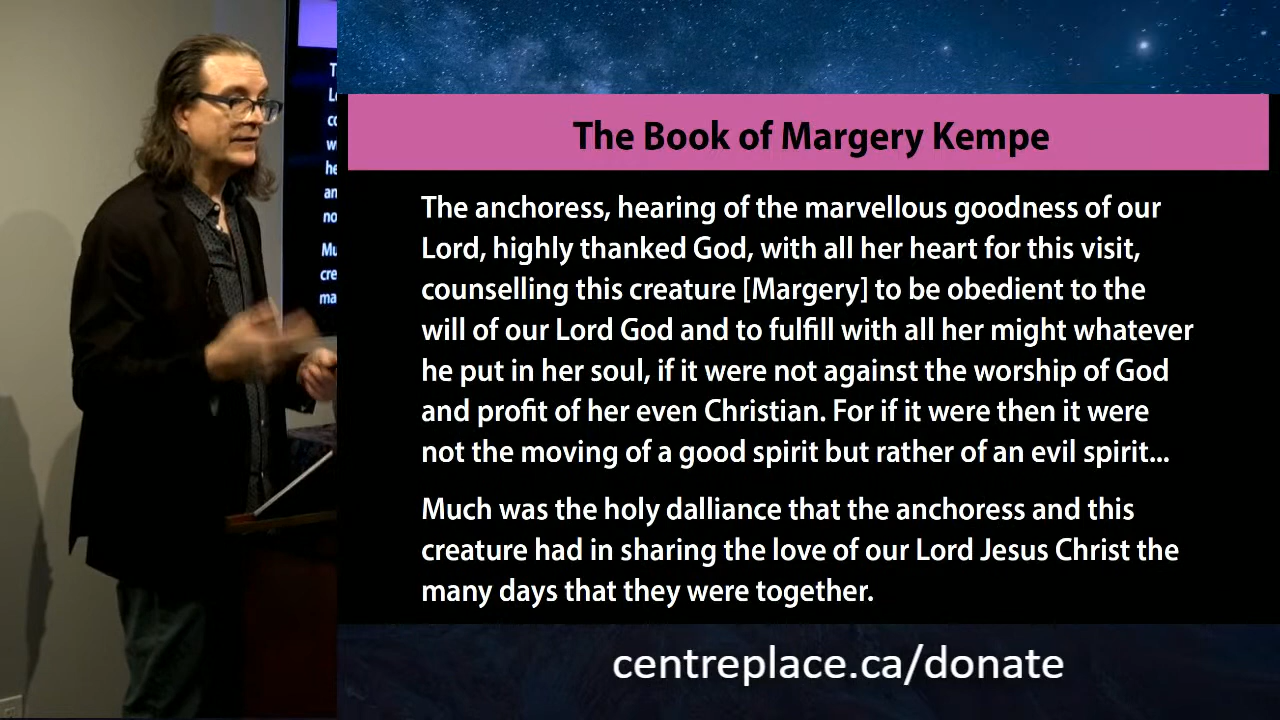 The Book of Margery Kempe
The anchoress, hearing of the marvellous goodness of our
Lord, highly thanked God, with all her heart for this visit,
counselling this creature [Margery] to be obedient to the
will of our Lord God and to fulfill with all her might whatever
he put in her soul, if it were not against the worship of God
and profit of her even Christian. For if it were then it were
not the moving of a good spirit but rather of an evil spirit...
Much was the holy dalliance that the anchoress and this
creature had in sharing the love of our Lord Jesus Christ the
many days that they were together.
centreplace.ca/donate